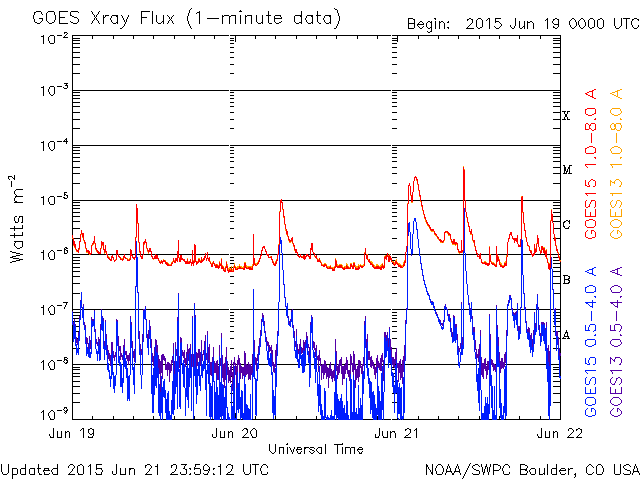 GOES Xray Flux (1-minute data)
Begin: 2015 Jun 19 0000 UTC
10^-2
10^-3
10^-4
10^-5
10^-6
10^-7
10^-8
10^-9
Watts m^-2
X
M
C
B
A
GOES15 1.0-8.0 A
GOES13 1.0-8.0 A
GOES15 0.5-4.0 A
GOES13 0.5-4.0 A
Jun 19
Jun 20
Jun 21
Jun 22
Universal Time
Updated 2015 Jun 21 23:59:12 UTC
NOAA/SWPC Boulder, CO USA